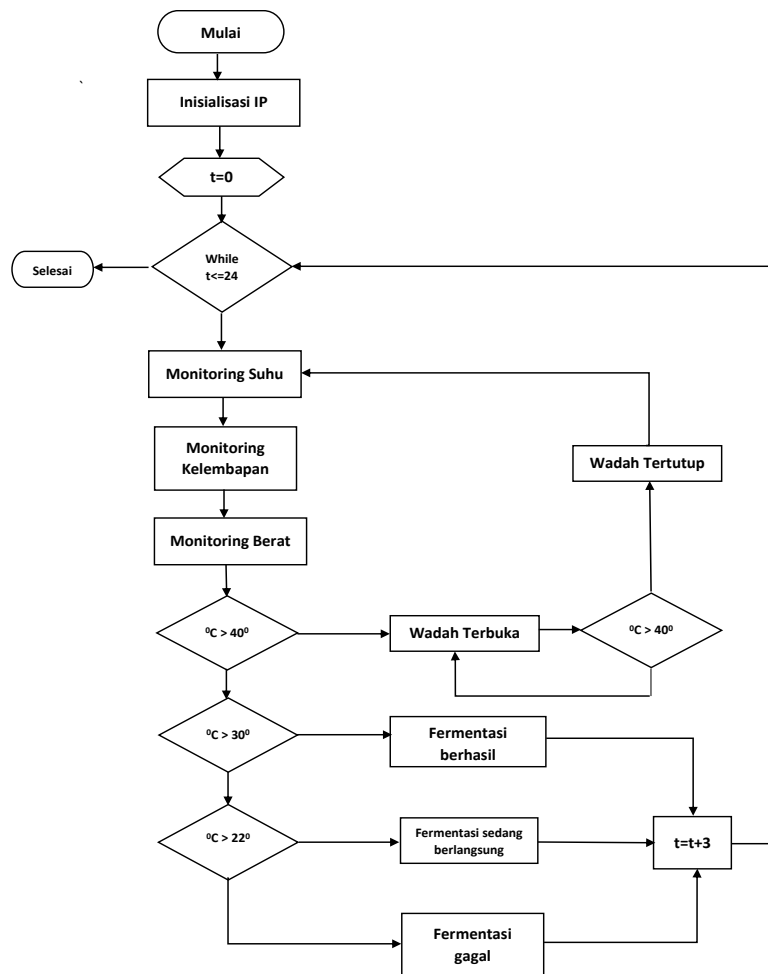 Mulai
`
Inisialisasi IP
t=0
While
t<=24
Selesai
Monitoring Suhu
Monitoring
Kelembapan
Wadah Tertutup
Monitoring Berat
⁰C > 40⁰
Wadah Terbuka
⁰C > 40⁰
⁰C > 30⁰
Fermentasi
berhasil
⁰C > 22⁰
Fermentasi sedang
berlangsung
t=t+3
Fermentasi
gagal